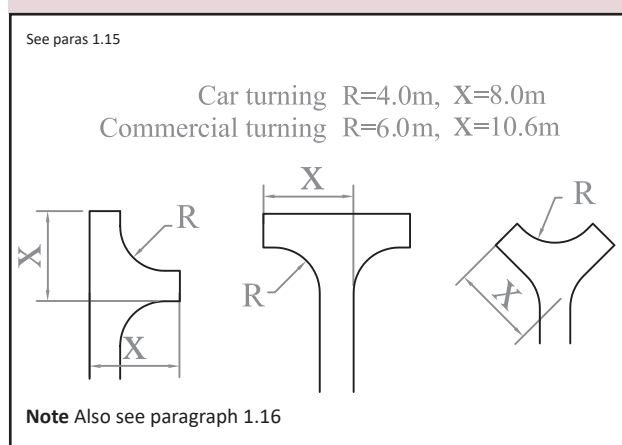 See paras 1.15
Car turning R=4.0m, X=8.0m
Commercial turning R=6.0m, X=10.6m
X
R
X
X
R
R
X
Note Also see paragraph 1.16